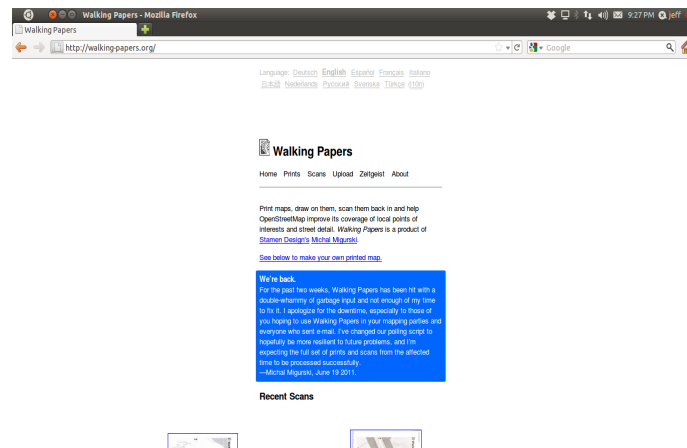 Walking Papers - Mozilla Firefox
9:27 PM jeff
Walking Papers
http://walking-papers.org/
Google
Language: Deutsch English Español Français Italiano
日本語 Nederlands Русский Svenska Türkçe (l10n)
Walking Papers
Home Prints Scans Upload Zeitgeist About
Print maps, draw on them, scan them back in and help
OpenStreetMap improve its coverage of local points of
interests and street detail. Walking Papers is a product of
Stamen Design's Michal Migurski.
See below to make your own printed map.
We're back.
For the past two weeks, Walking Papers has been hit with a
double-whammy of garbage input and not enough of my time
to fix it. I apologize for the downtime, especially to those of
you hoping to use Walking Papers in your mapping parties and
everyone who sent e-mail. I've changed our polling script to
hopefully be more resilient to future problems, and I'm
expecting the full set of prints and scans from the affected
time to be processed successfully.
—Michal Migurski, June 19 2011.
Recent Scans